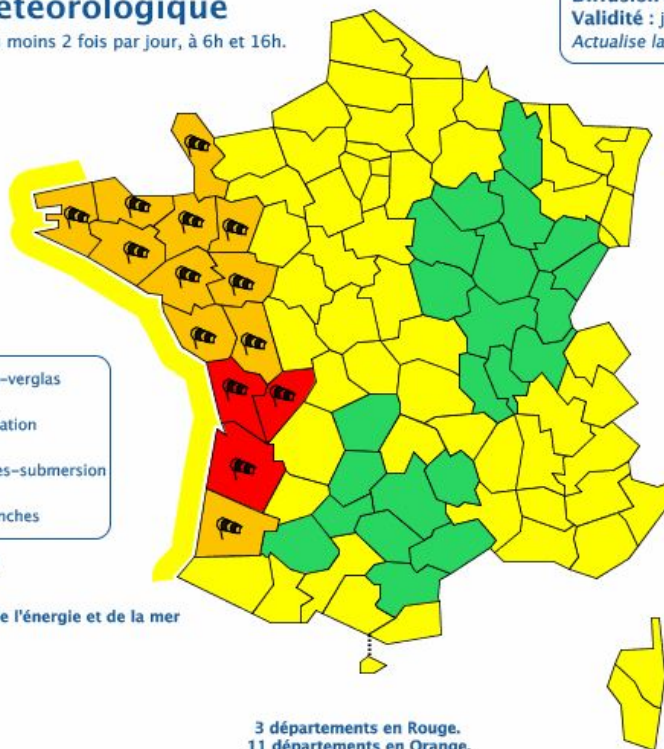 étéorologique
moins 2 fois par jour, à 6h et 16h.
Validité : j
Actualise la
-verglas
ation
es-submersion
nches
e l'énergie et de la mer
3 départements en Rouge.
11 départements en Orange.